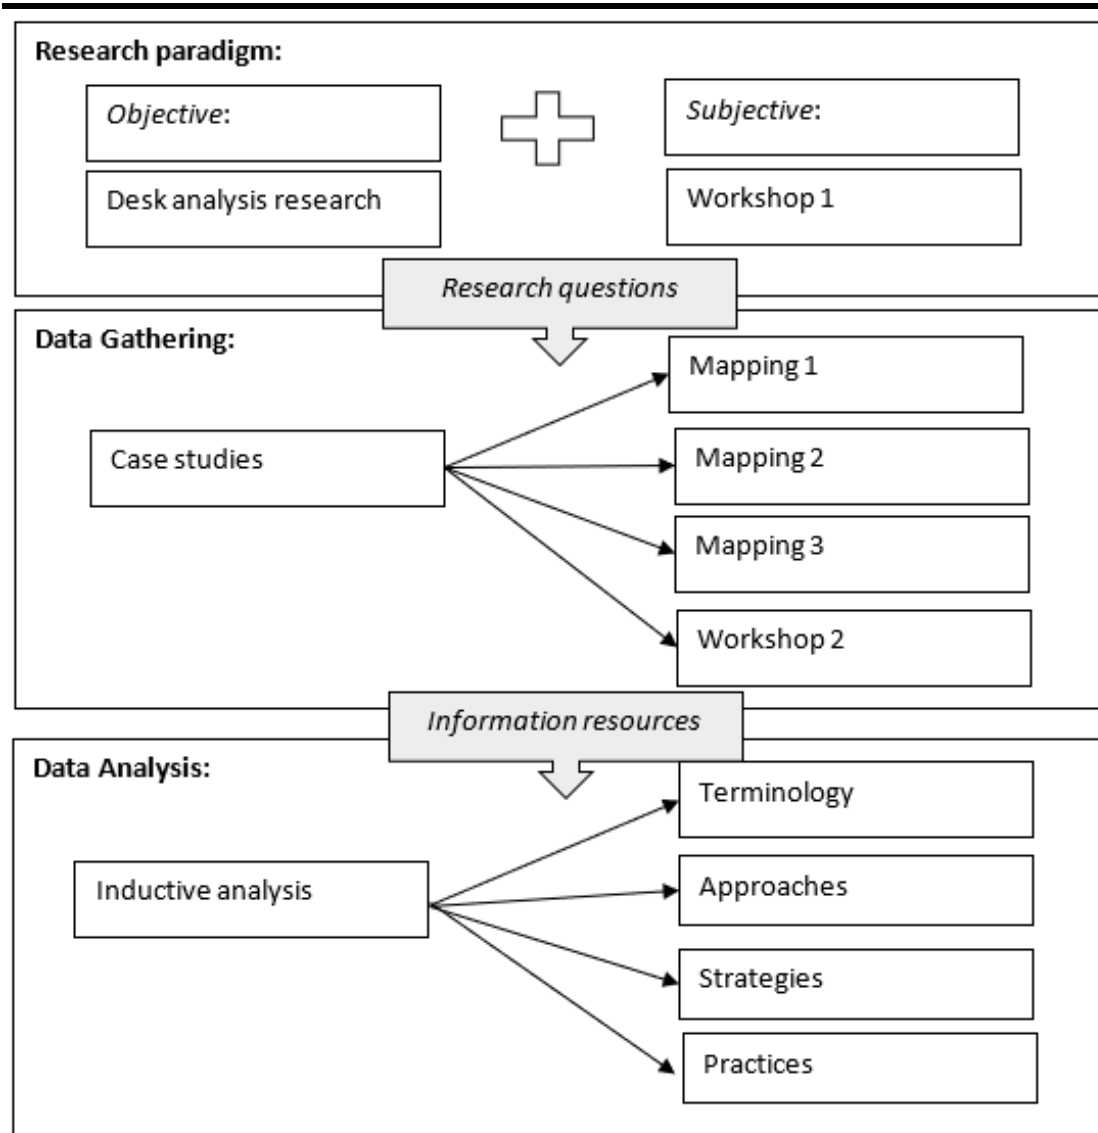 Research paradigm:
Objective:
Subjective:
Desk analysis research
Workshop 1
Research questions
Data Gathering:
Mapping 1
Case studies
Mapping 2
Mapping 3
Workshop 2
Information resources
Data Analysis:
Terminology
Inductive analysis
Approaches
Strategies
Practices